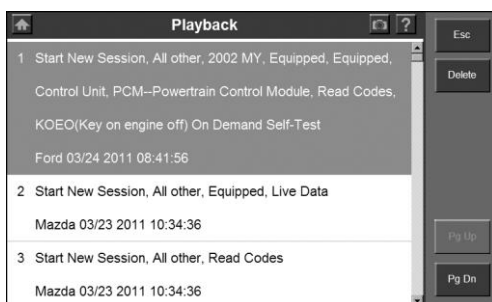 Playback
?
Esc
1 Start New Session, All other, 2002 MY, Equipped, Equipped,
Control Unit, PCM--Powertrain Control Module, Read Codes,
KOEO(Key on engine off) On Demand Self-Test
Ford 03/24 2011 08:41:56
Delete
2 Start New Session, All other, Equipped, Live Data
Mazda 03/23 2011 10:34:36
3 Start New Session, All other, Read Codes
Mazda 03/23 2011 10:34:36
Pg Up
Pg Dn